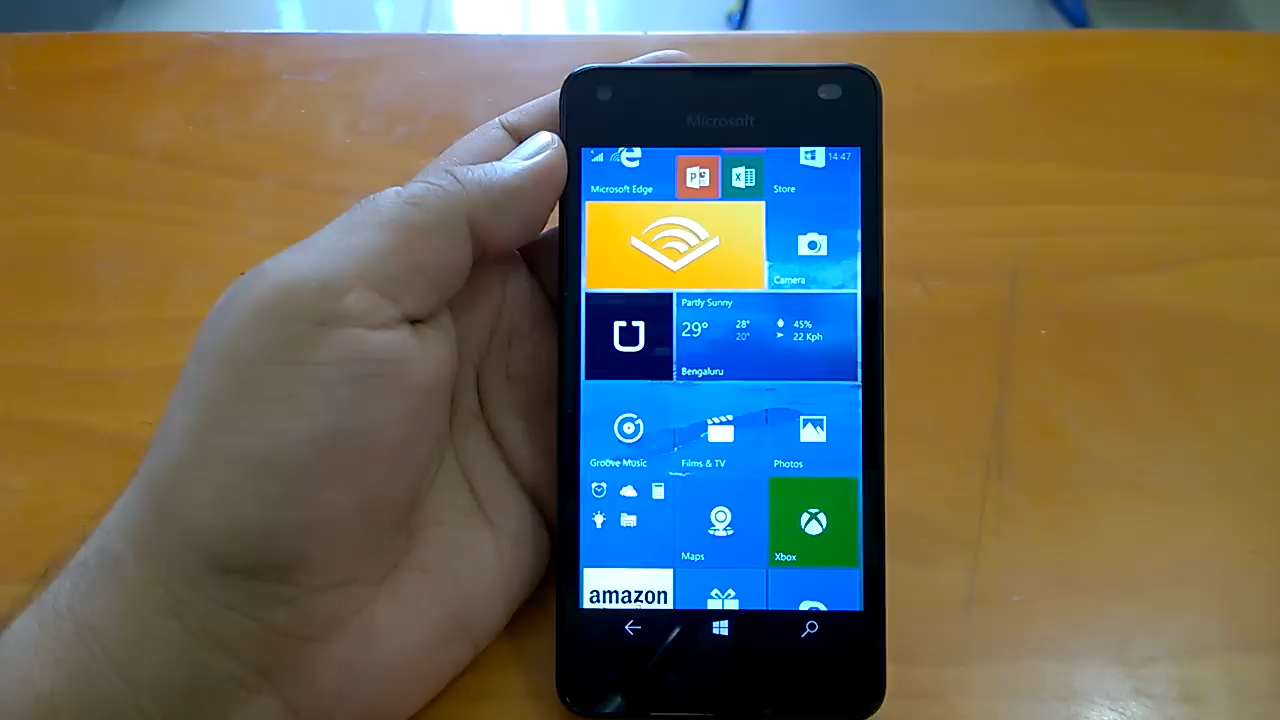 Microsoft
14:47
Microsoft Edge
Store
Camera
Partly Sunny
29°
28°
20°
45%
22 Kph
Bengaluru
Groove Music
Films & TV
Photos
Maps
Xbox
amazon